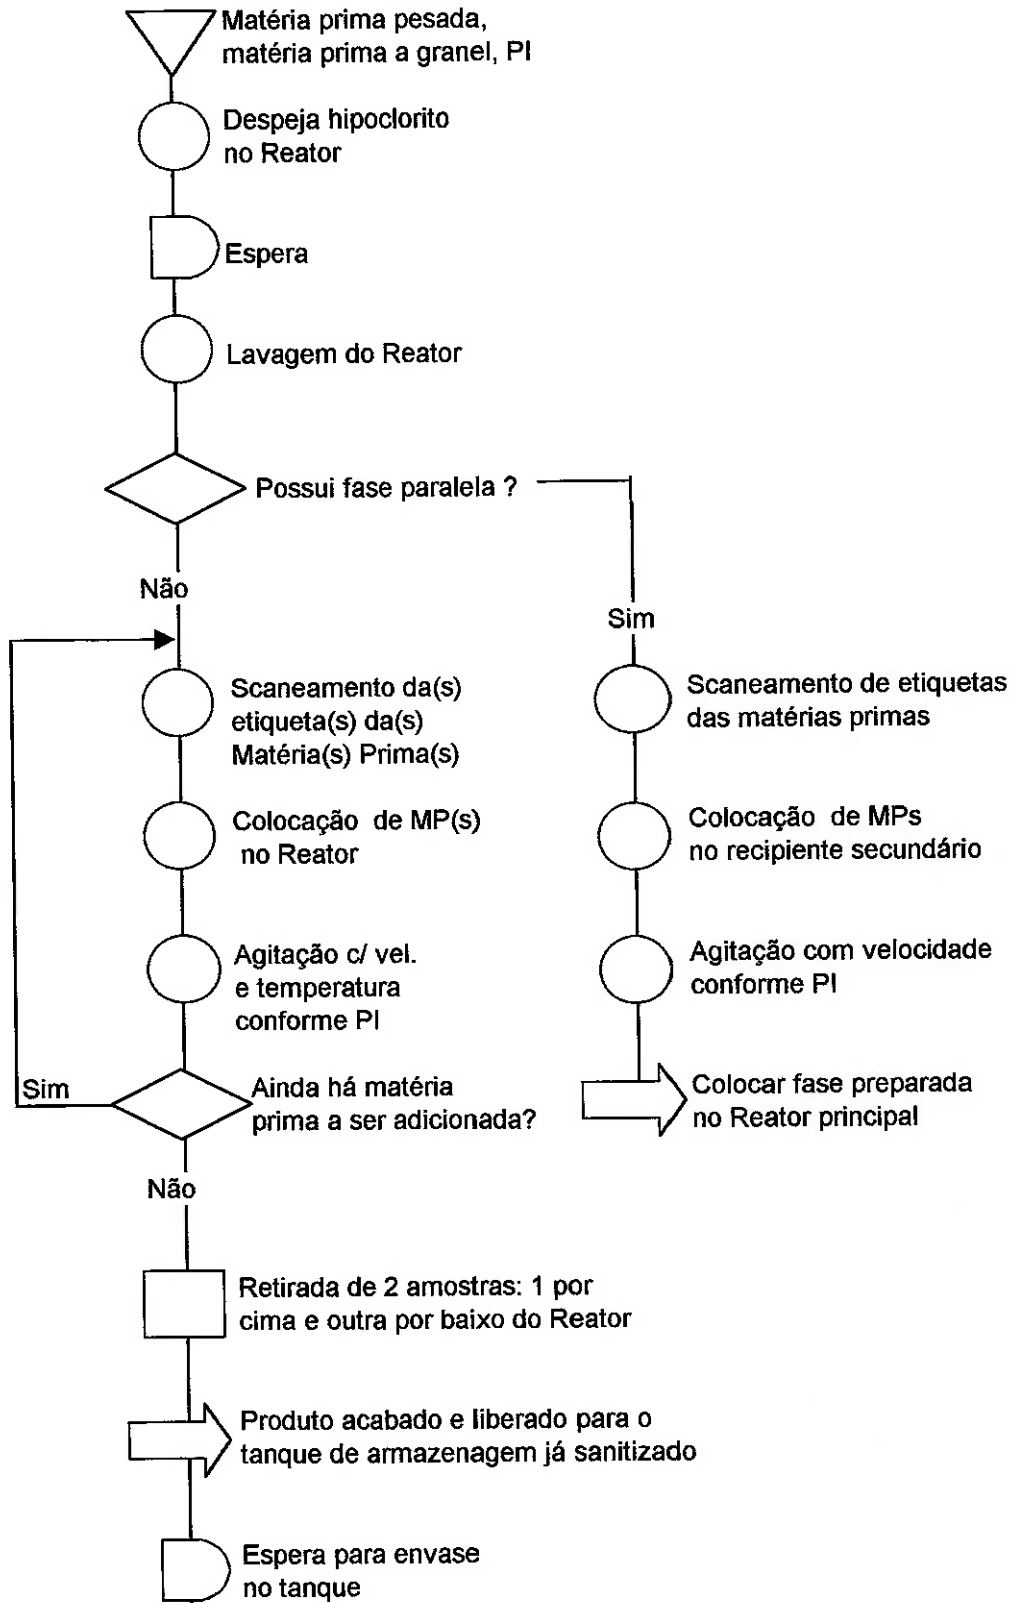 Matéria prima pesada,
matéria prima a granel, PI
Despeja hipoclorito
no Reator
Espera
Lavagem do Reator
Possui fase paralela ?
Não
Scaneamento da(s)
etiqueta(s) da(s)
Matéria(s) Prima(s)
Colocação de MP(s)
no Reator
Agitação c/ vel.
e temperatura
conforme PI
Sim
Ainda há matéria
prima a ser adicionada?
Não
Sim
Scaneamento de etiquetas
das matérias primas
Colocação de MPs
no recipiente secundário
Agitação com velocidade
conforme PI
Colocar fase preparada
no Reator principal
Retirada de 2 amostras: 1 por
cima e outra por baixo do Reator
Produto acabado e liberado para o
tanque de armazenagem já sanitizado
Espera para envase
no tanque